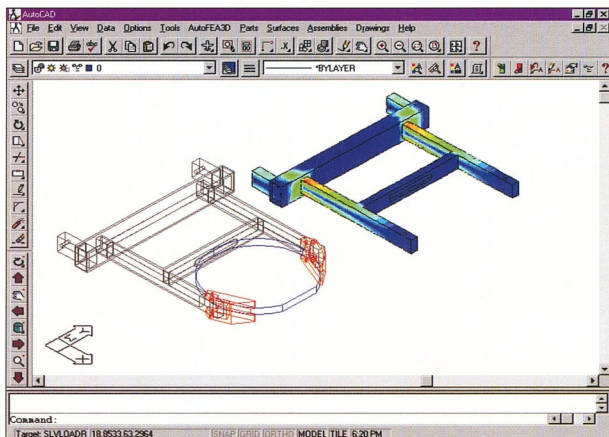 AutoCAD
File Edit View Data Options Tools AutoFEA3D Parts Surfaces Assemblies Drawings Help
0
BYLAYER
Command:
Target: SLVLOADR 18.8533,63.2964 SNAP GRID ORTHO MODEL TILE 6:20 PM